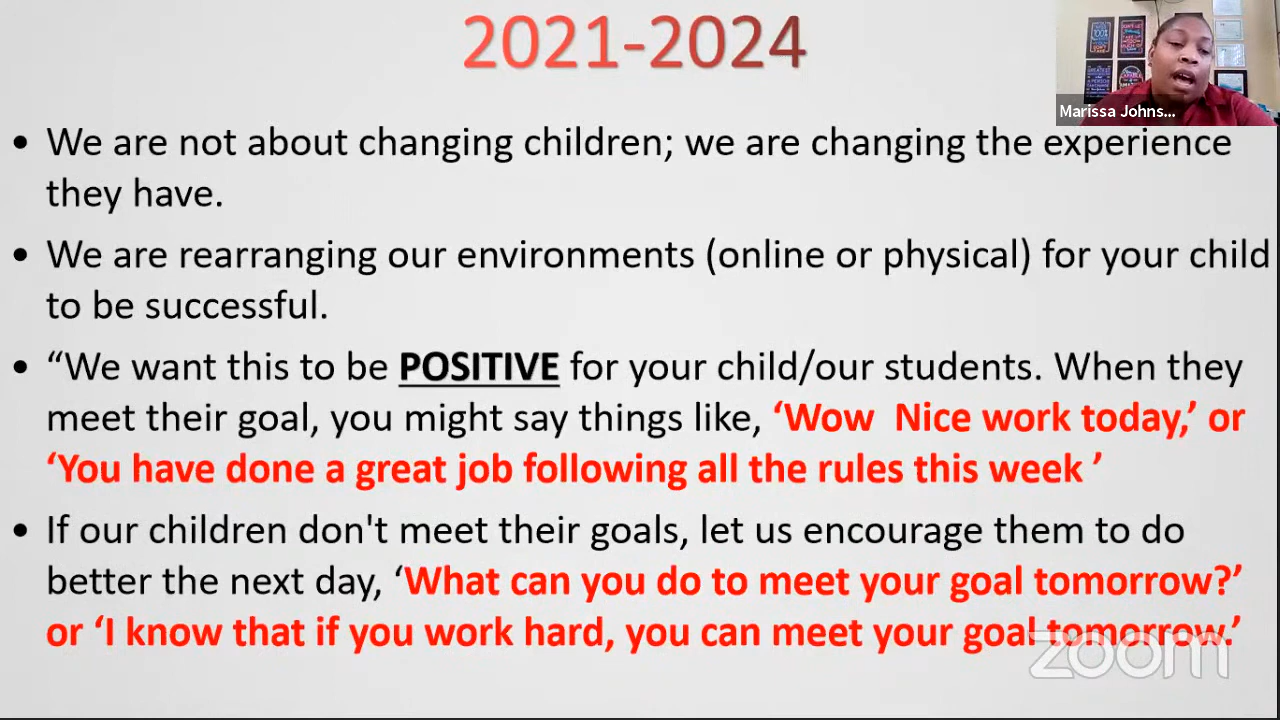 2021-2024
Marissa Johns...
• We are not about changing children; we are changing the experience
they have.
• We are rearranging our environments (online or physical) for your child
to be successful.
• “We want this to be POSITIVE for your child/our students. When they
meet their goal, you might say things like, ‘Wow  Nice work today,’ or
‘You have done a great job following all the rules this week ’
• If our children don't meet their goals, let us encourage them to do
better the next day, ‘What can you do to meet your goal tomorrow?’
or ‘I know that if you work hard, you can meet your goal tomorrow.’
zoom